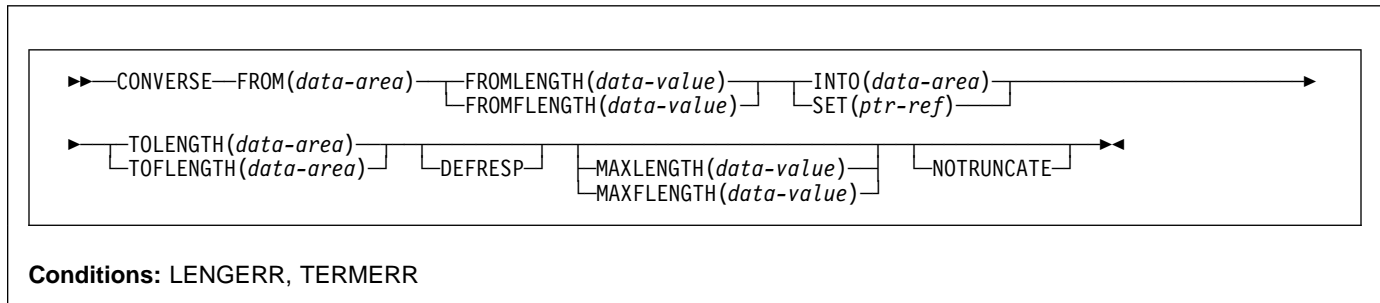 CONVERSE FROM(data-area) FROMLENGTH(data-value) INTO(data-area)
FROMFLENGTH(data-value) SET(ptr-ref)
TOLENGTH(data-area)
TOFLENGTH(data-area) DEFRESP MAXLENGTH(data-value) NOTRUNCATE
MAXFLENGTH(data-value)
Conditions: LENGERR, TERMERR